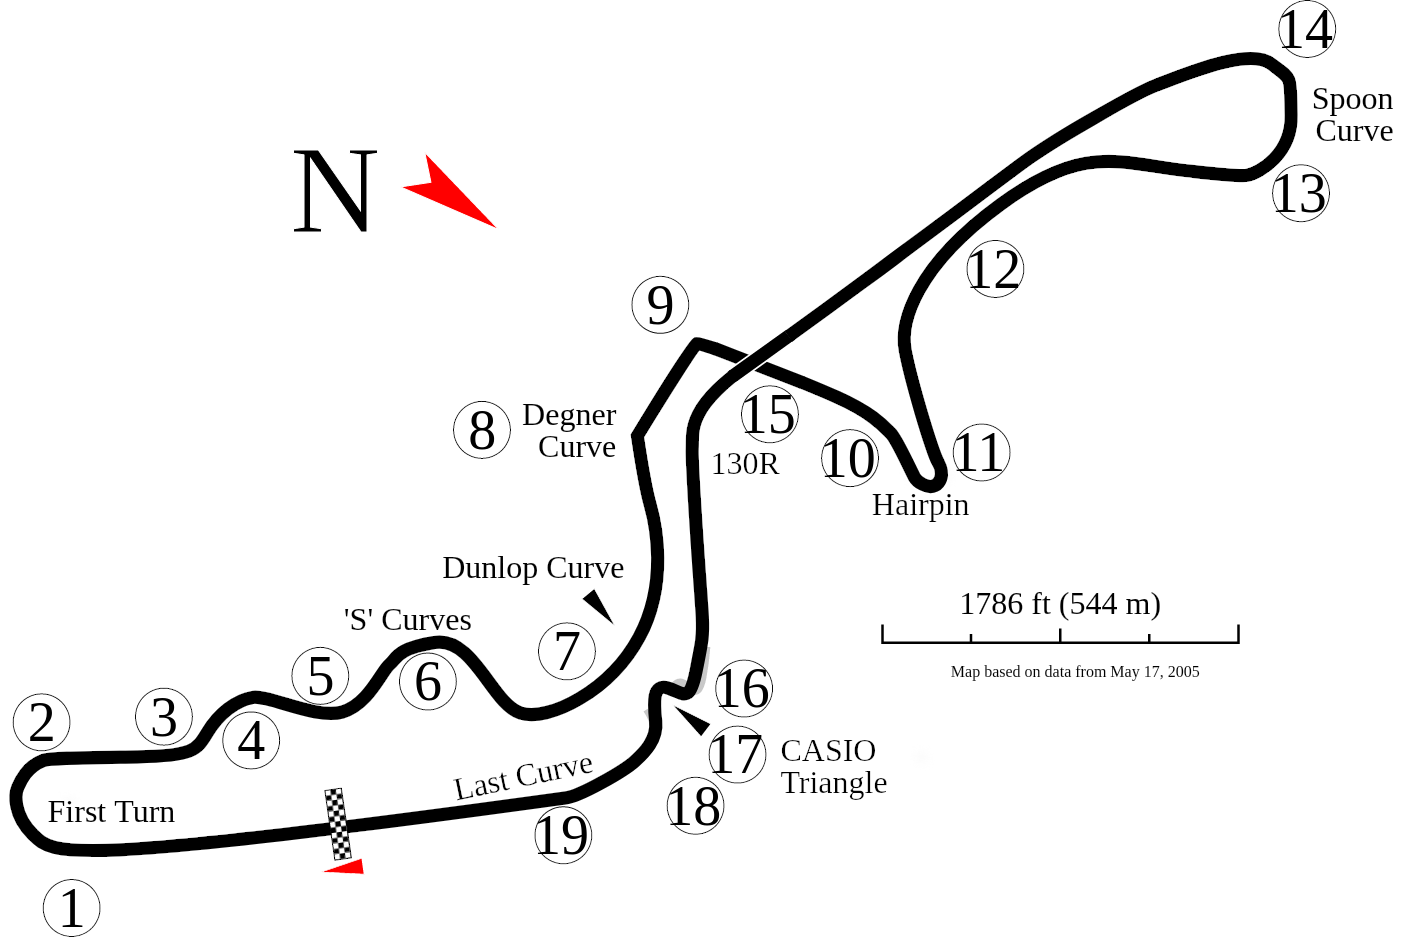 14
Spoon
Curve
N
13
12
9
Degner
Curve
8
15
130R
10
11
Hairpin
Dunlop Curve
1786 ft (544 m)
Map based on data from May 17, 2005
'S' Curves
7
5
6
16
2
3
4
17
CASIO
Triangle
18
Last Curve
First Turn
19
1